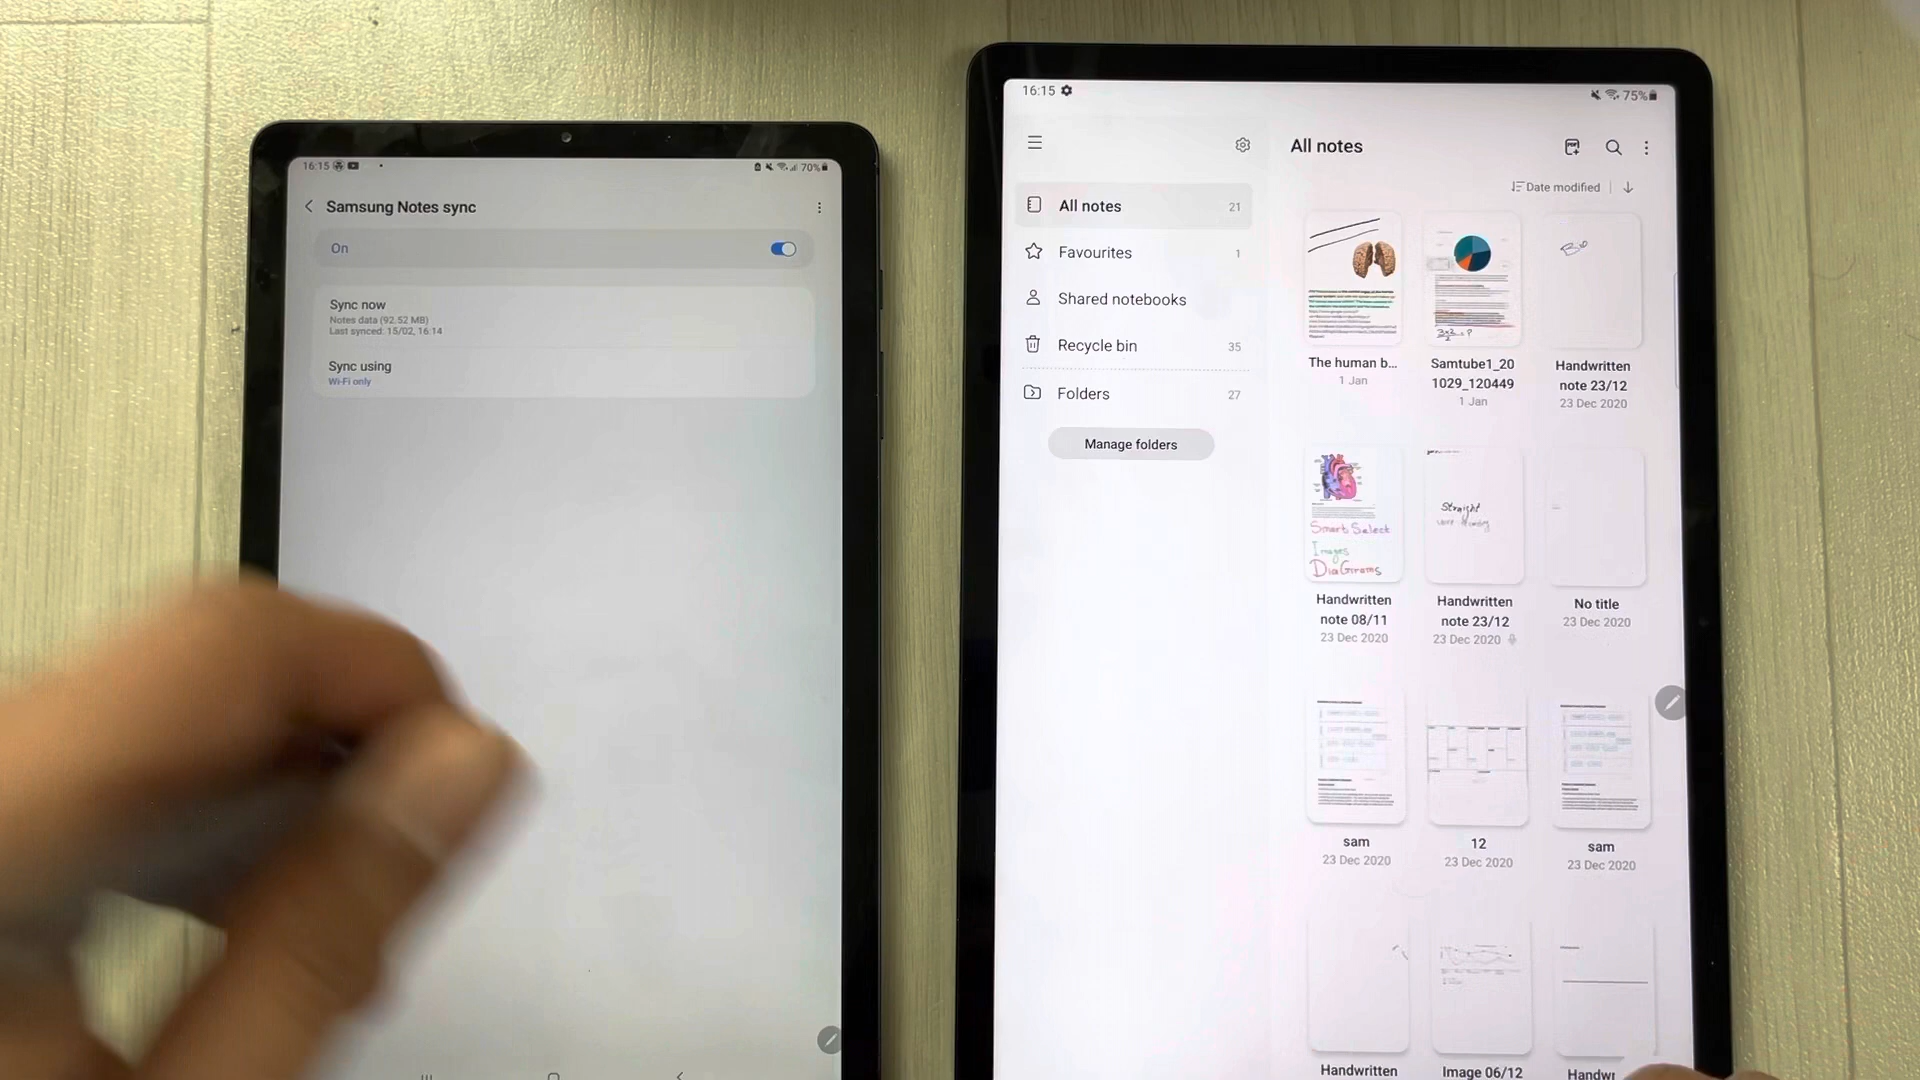 16:15
70%
Samsung Notes sync
On
Sync now
Notes data (92.52 MB)
Last synced: 15/02, 16:14
Sync using
Wi-Fi only
16:15
75%
All notes 21
Favourites 1
Shared notebooks
Recycle bin 35
Folders 27
Manage folders
All notes
PDF
Date modified
The human b...
1 Jan
Samtube1_20
1029_120449
1 Jan
Handwritten
note 23/12
23 Dec 2020
Smart Select
Images
DiaGrams
Handwritten
note 08/11
23 Dec 2020
Straight
Handwritten
note 23/12
23 Dec 2020
No title
23 Dec 2020
sam
23 Dec 2020
12
23 Dec 2020
sam
23 Dec 2020
Handwritten
Image 06/12
Handwr